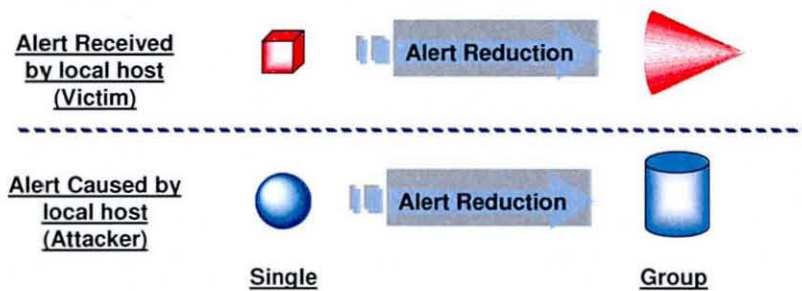 Alert Received
by local host
(Victim)
Alert Reduction
Alert Caused by
local host
(Attacker)
Alert Reduction
Single
Group